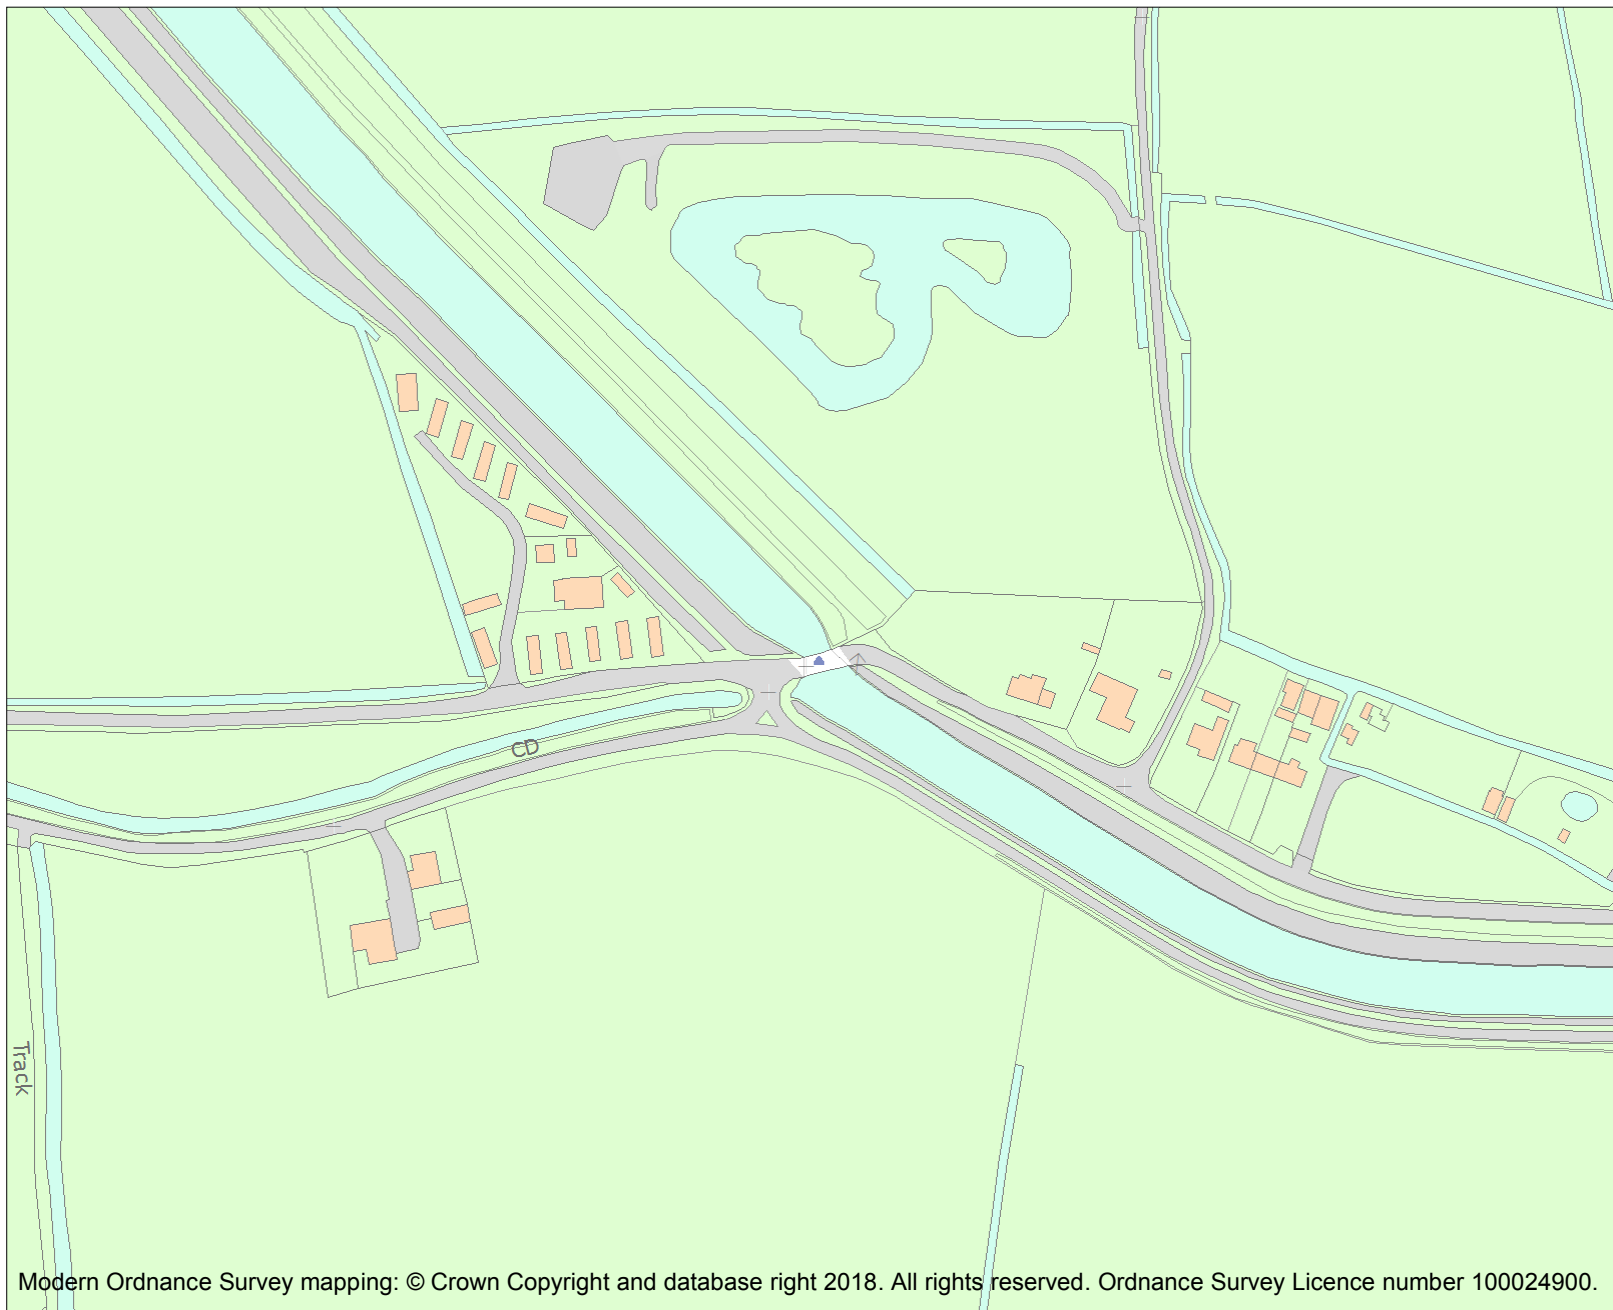 CD
Track
Modern Ordnance Survey mapping: © Crown Copyright and database right 2018. All rights reserved. Ordnance Survey Licence number 100024900.